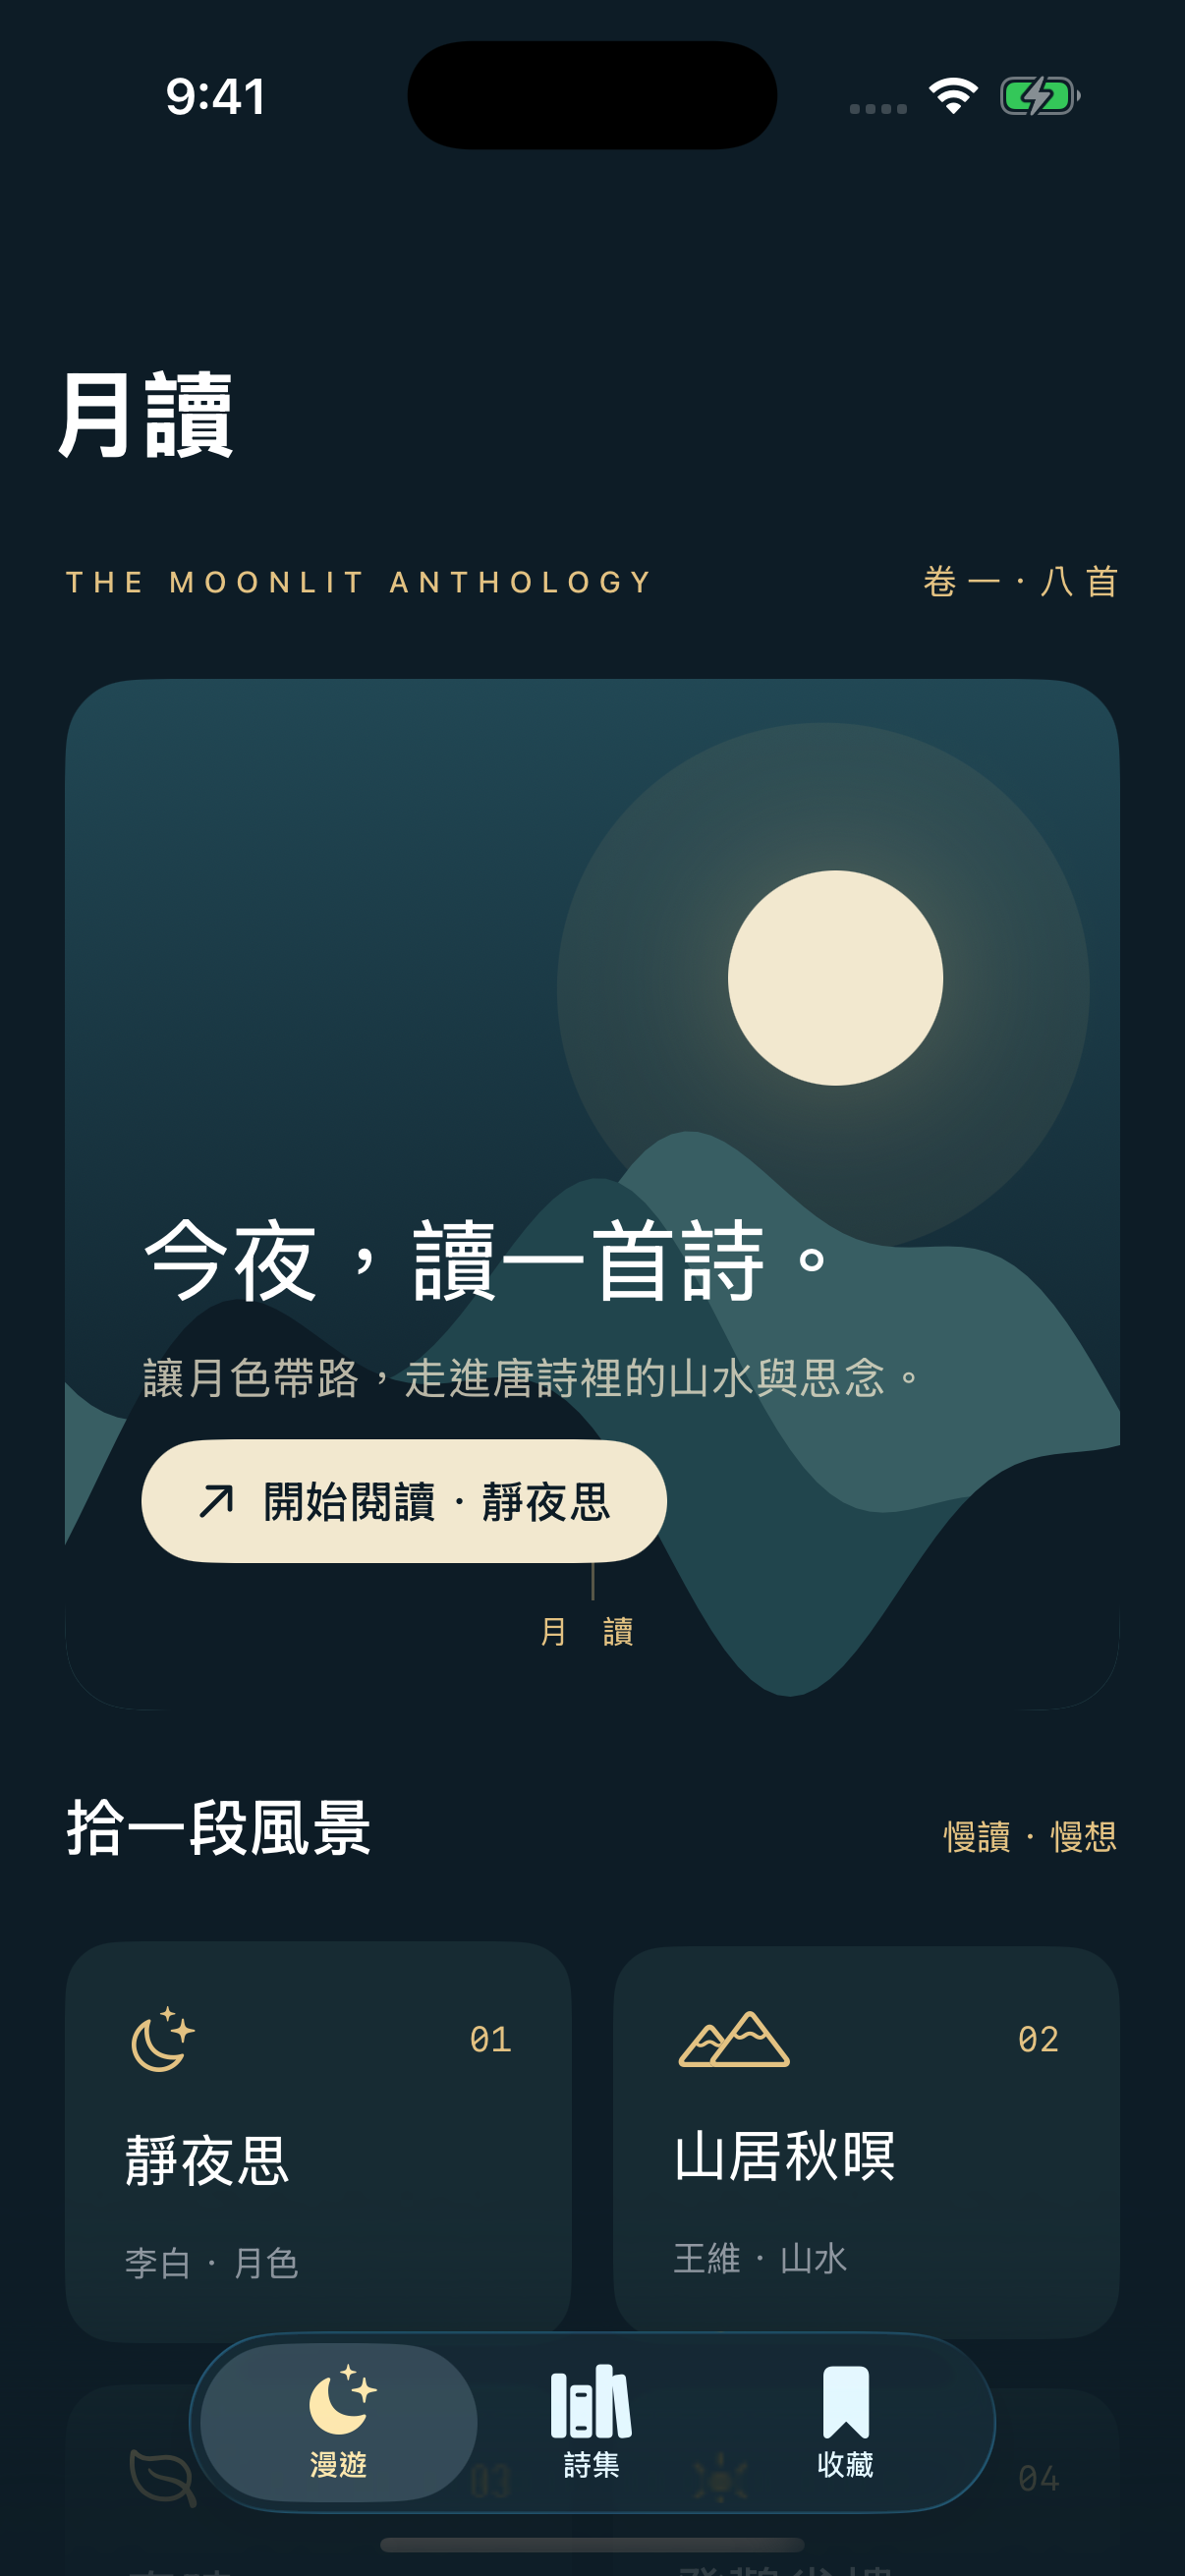 9:41
月讀
THE MOONLIT ANTHOLOGY
卷一·八首
今夜，讀一首詩。
讓月色帶路，走進唐詩裡的山水與思念。
開始閱讀·靜夜思
月 讀
拾一段風景
慢讀·慢想
01
靜夜思
李白·月色
02
山居秋暝
王維·山水
03
04
漫遊
詩集
收藏